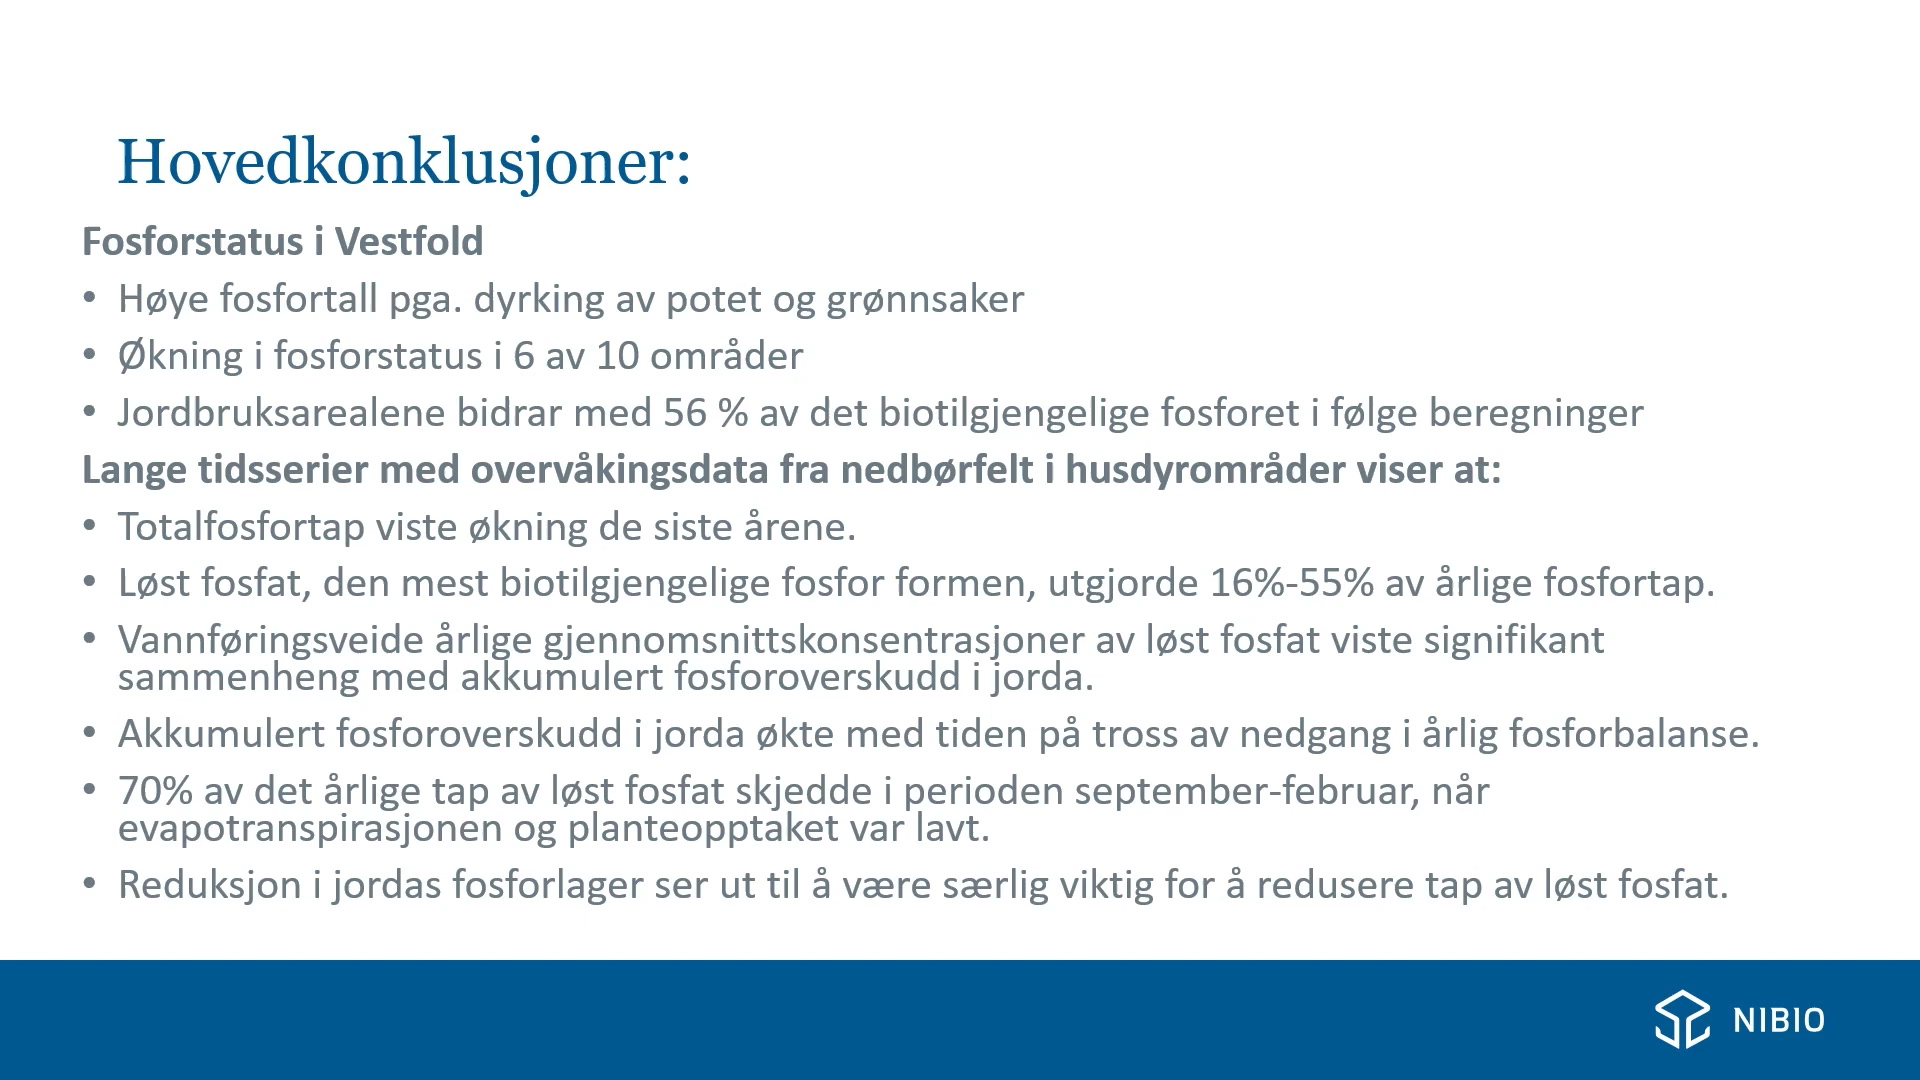 Hovedkonklusjoner:
Fosforstatus i Vestfold
• Høye fosfortall pga. dyrking av potet og grønnsaker
• Økning i fosforstatus i 6 av 10 områder
• Jordbruksarealene bidrar med 56 % av det biotilgjengelige fosforet i følge beregninger
Lange tidsserier med overvåkingsdata fra nedbørfelt i husdyrområder viser at:
• Totalfosfortap viste økning de siste årene.
• Løst fosfat, den mest biotilgjengelige fosfor formen, utgjorde 16%-55% av årlige fosfortap.
• Vannføringsveide årlige gjennomsnittskonsentrasjoner av løst fosfat viste signifikant
sammenheng med akkumulert fosforoverskudd i jorda.
• Akkumulert fosforoverskudd i jorda økte med tiden på tross av nedgang i årlig fosforbalanse.
• 70% av det årlige tap av løst fosfat skjedde i perioden september-februar, når
evapotranspirasjonen og planteopptaket var lavt.
• Reduksjon i jordas fosforlager ser ut til å være særlig viktig for å redusere tap av løst fosfat.
NIBIO